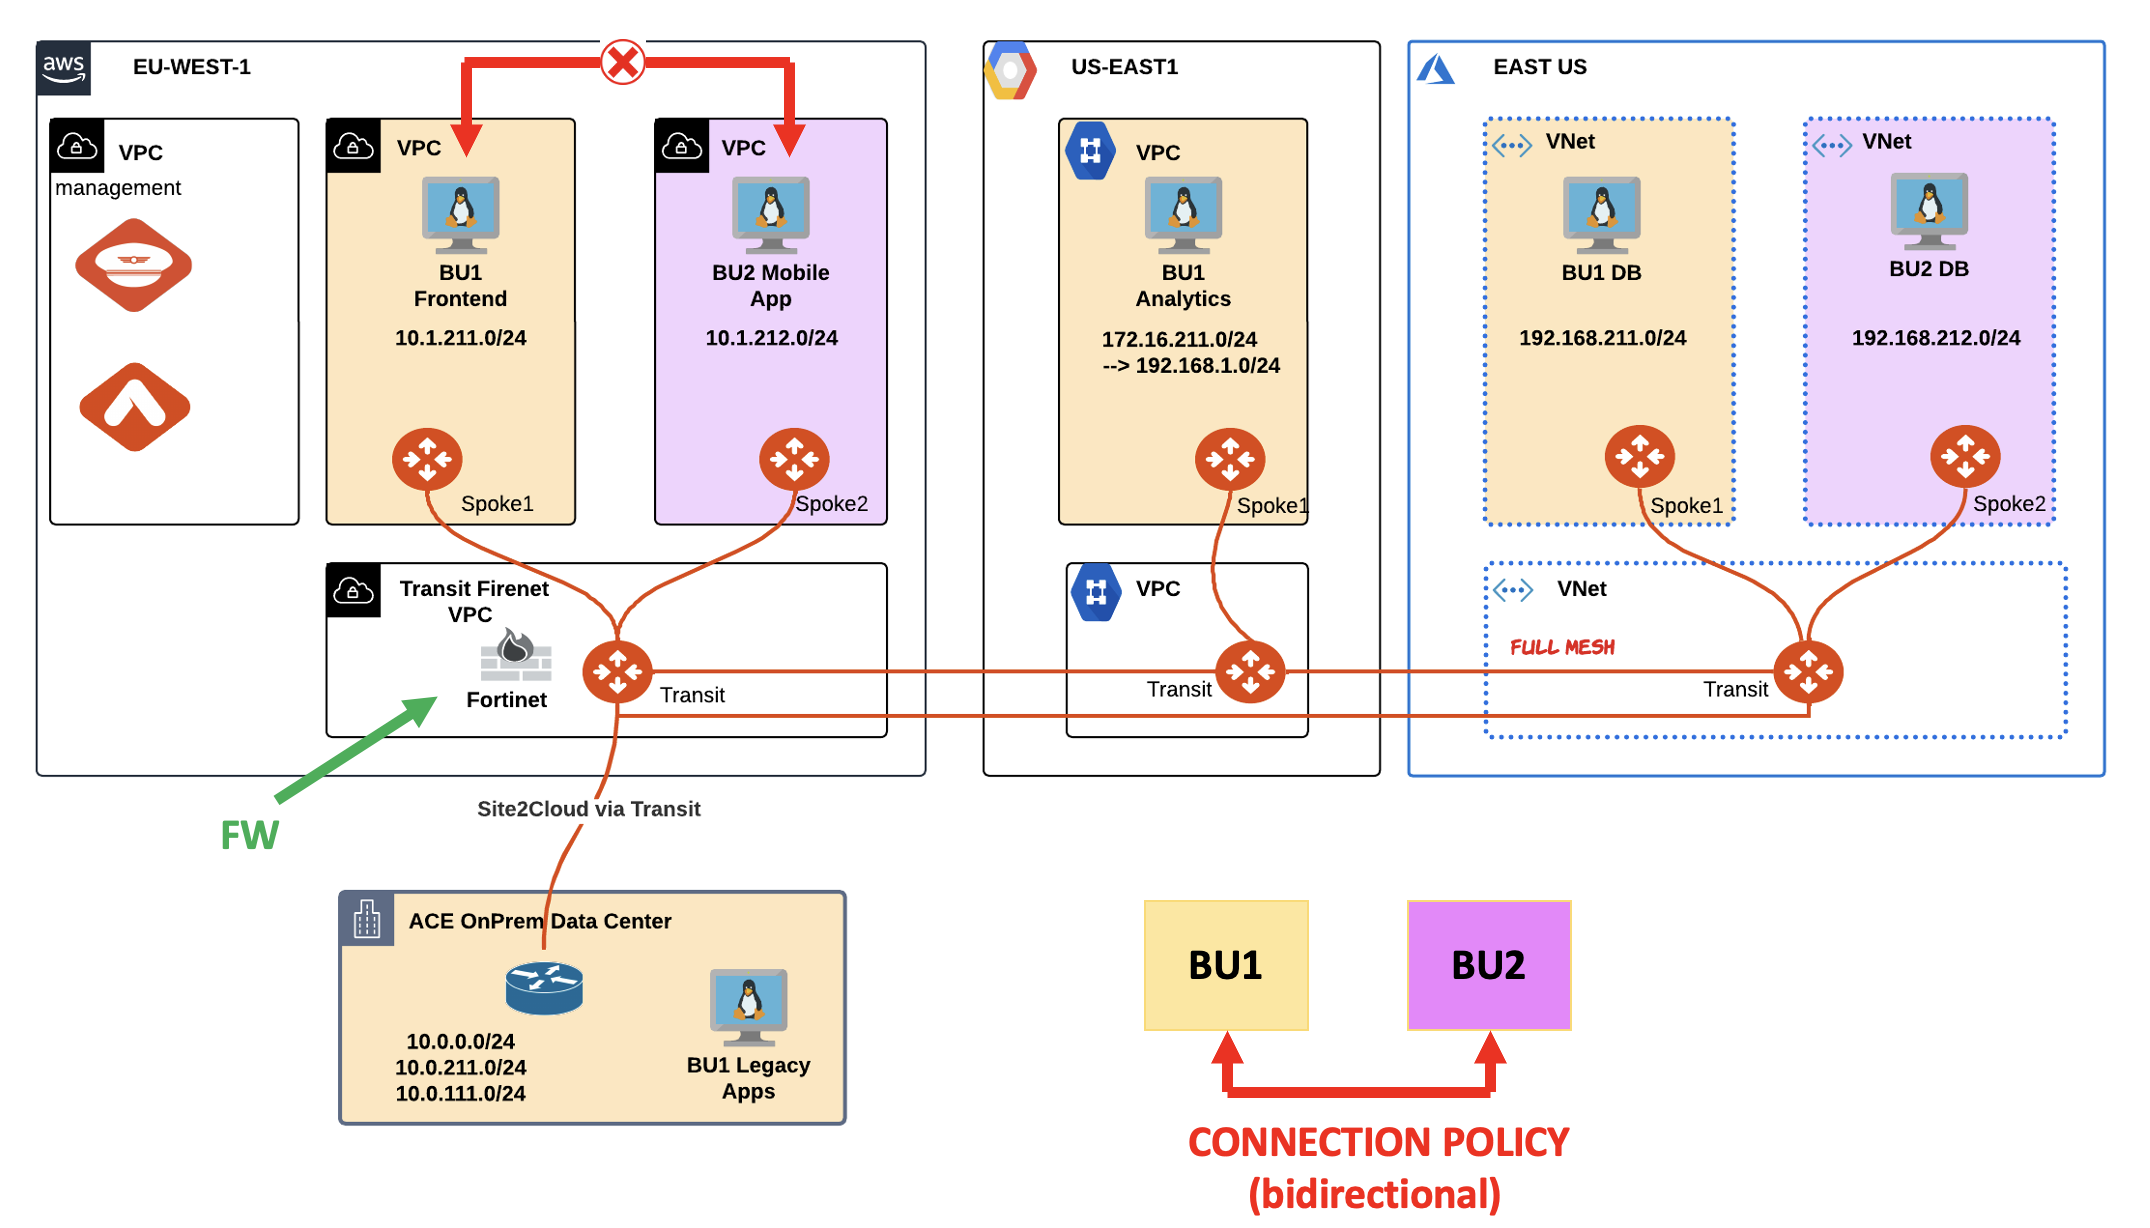 aws
EU-WEST-1
VPC
management
VPC
BU1
Frontend
10.1.211.0/24
Spoke1
VPC
BU2 Mobile
App
10.1.212.0/24
Spoke2
Transit Firenet
VPC
Fortinet
Transit
FW
Site2Cloud via Transit
US-EAST1
VPC
BU1
Analytics
172.16.211.0/24
--> 192.168.1.0/24
Spoke1
VPC
Transit
EAST US
VNet
BU1 DB
192.168.211.0/24
Spoke1
VNet
BU2 DB
192.168.212.0/24
Spoke2
VNet
FULL MESH
Transit
ACE OnPrem Data Center
10.0.0.0/24
10.0.211.0/24
10.0.111.0/24
BU1 Legacy
Apps
BU1
BU2
CONNECTION POLICY
(bidirectional)